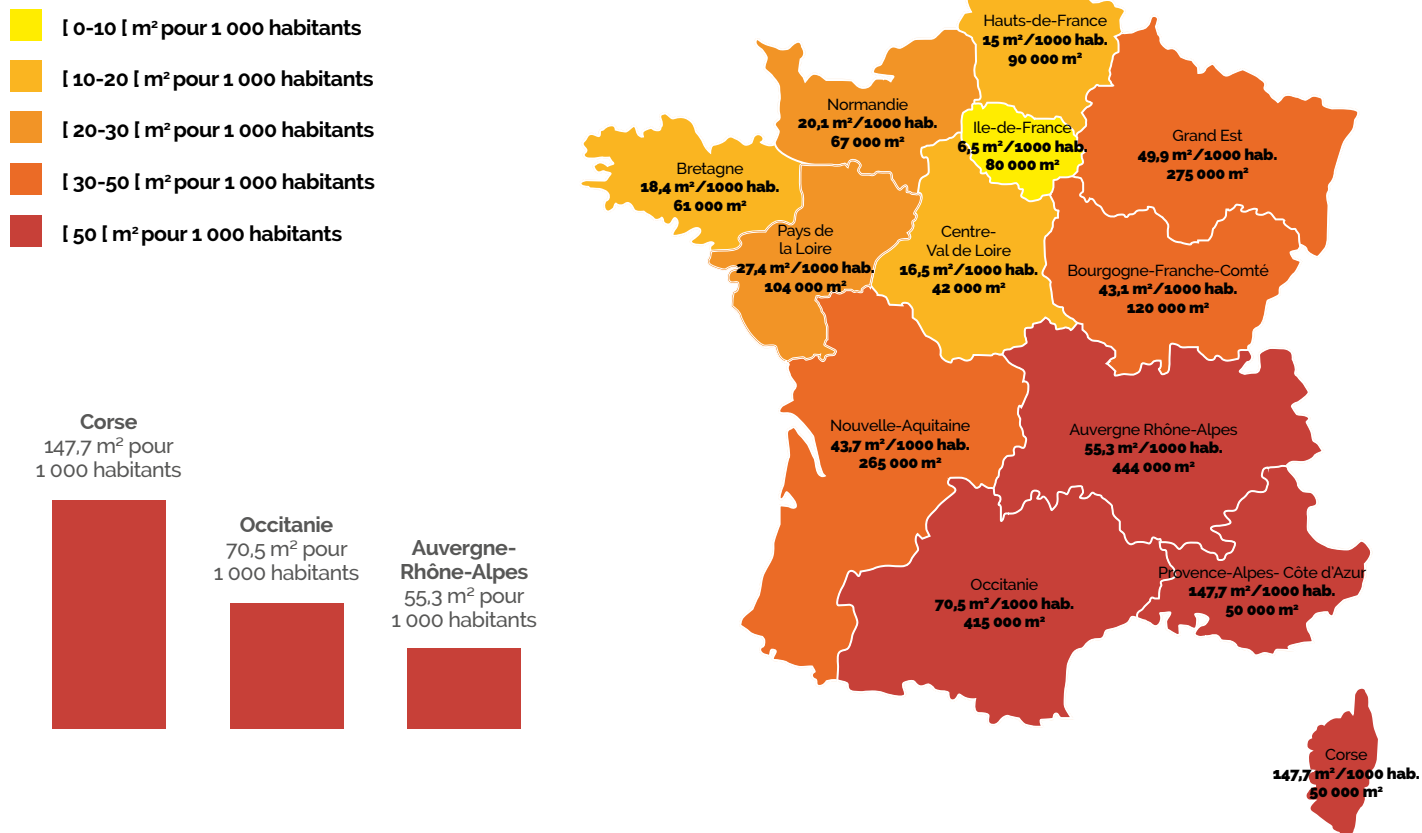 [ 0-10 [ m² pour 1 000 habitants
[ 10-20 [ m² pour 1 000 habitants
[ 20-30 [ m² pour 1 000 habitants
[ 30-50 [ m² pour 1 000 habitants
[ 50 [ m² pour 1 000 habitants
Corse
147,7 m² pour
1 000 habitants
Occitanie
70,5 m² pour
1 000 habitants
Auvergne-
Rhône-Alpes
55,3 m² pour
1 000 habitants
Hauts-de-France
15 m²/1000 hab.
90 000 m²
Normandie
20,1 m²/1000 hab.
67 000 m²
Ile-de-France
6,5 m²/1000 hab.
80 000 m²
Grand Est
49,9 m²/1000 hab.
275 000 m²
Bretagne
18,4 m²/1000 hab.
61 000 m²
Pays de
la Loire
27,4 m²/1000 hab.
104 000 m²
Centre-
Val de Loire
16,5 m²/1000 hab.
42 000 m²
Bourgogne-Franche-Comté
43,1 m²/1000 hab.
120 000 m²
Nouvelle-Aquitaine
43,7 m²/1000 hab.
265 000 m²
Auvergne Rhône-Alpes
55,3 m²/1000 hab.
444 000 m²
Occitanie
70,5 m²/1000 hab.
415 000 m²
Provence-Alpes- Côte d'Azur
147,7 m²/1000 hab.
50 000 m²
Corse
147,7 m²/1000 hab.
50 000 m²